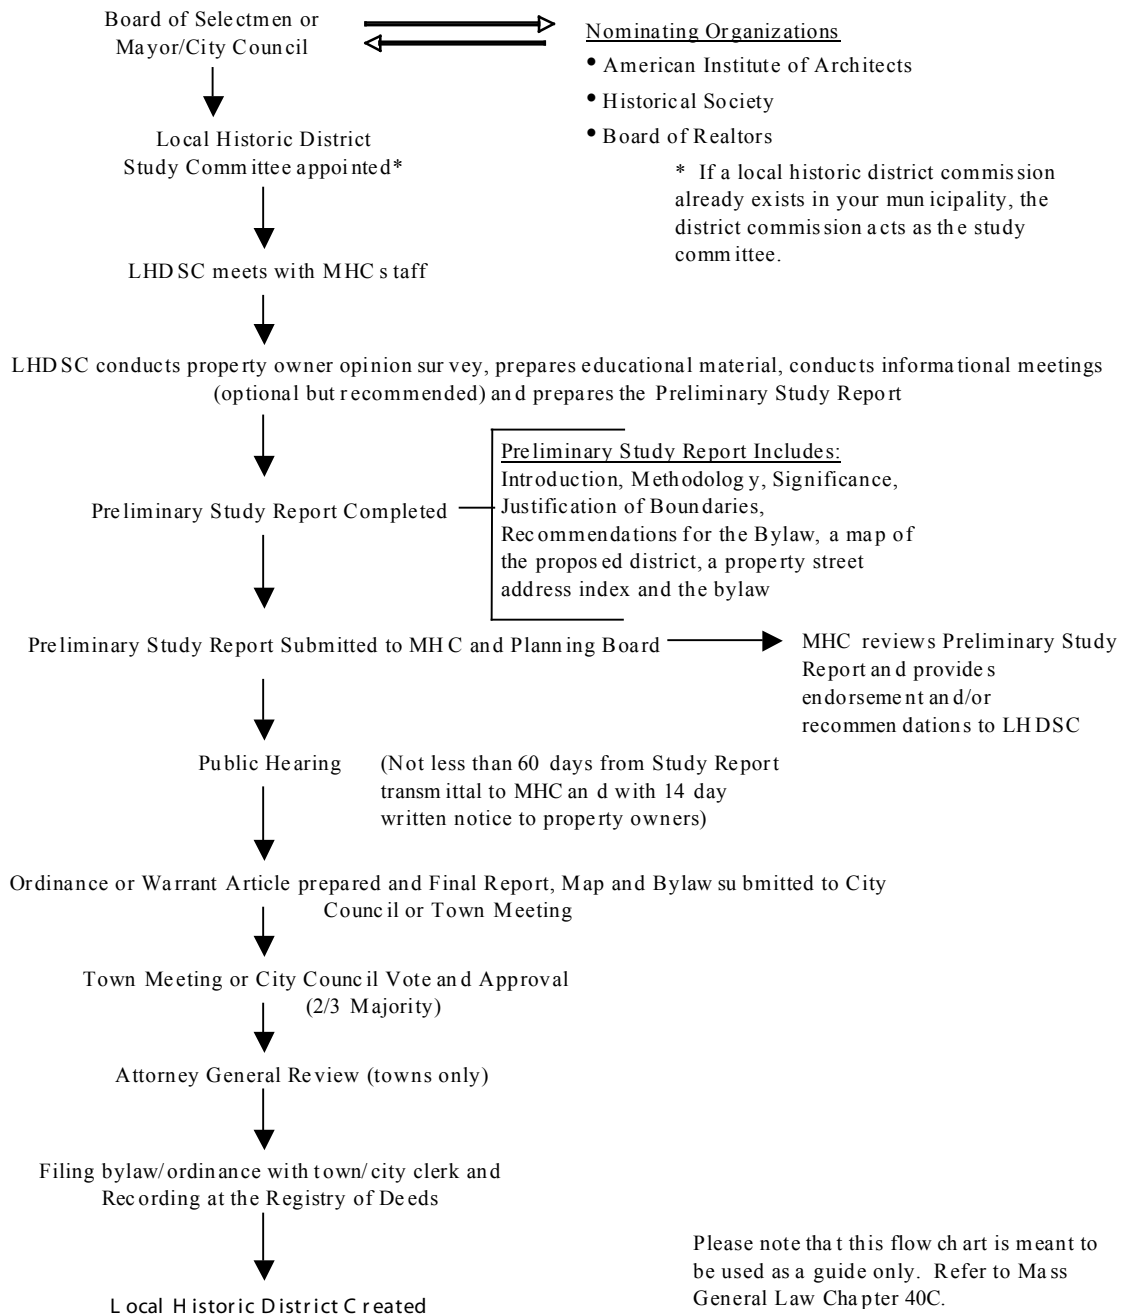 Board of Selectmen or
Mayor/City Council
Nominating Organizations
• American Institute of Architects
• Historical Society
• Board of Realtors
Local Historic District
Study Committee appointed*
* If a local historic district commission
already exists in your municipality, the
district commission acts as the study
committee.
LHDSC meets with MHC staff
LHDSC conducts property owner opinion survey, prepares educational material, conducts informational meetings
(optional but recommended) and prepares the Preliminary Study Report
Preliminary Study Report Completed
Preliminary Study Report Includes:
Introduction, Methodology, Significance,
Justification of Boundaries,
Recommendations for the Bylaw, a map of
the proposed district, a property street
address index and the bylaw
Preliminary Study Report Submitted to MHC and Planning Board
MHC reviews Preliminary Study
Report and provides
endorsement and/or
recommendations to LHDSC
Public Hearing
(Not less than 60 days from Study Report
transmittal to MHC and with 14 day
written notice to property owners)
Ordinance or Warrant Article prepared and Final Report, Map and Bylaw submitted to City
Council or Town Meeting
Town Meeting or City Council Vote and Approval
(2/3 Majority)
Attorney General Review (towns only)
Filing bylaw/ordinance with town/city clerk and
Recording at the Registry of Deeds
Local Historic District Created
Please note that this flow chart is meant to
be used as a guide only. Refer to Mass
General Law Chapter 40C.